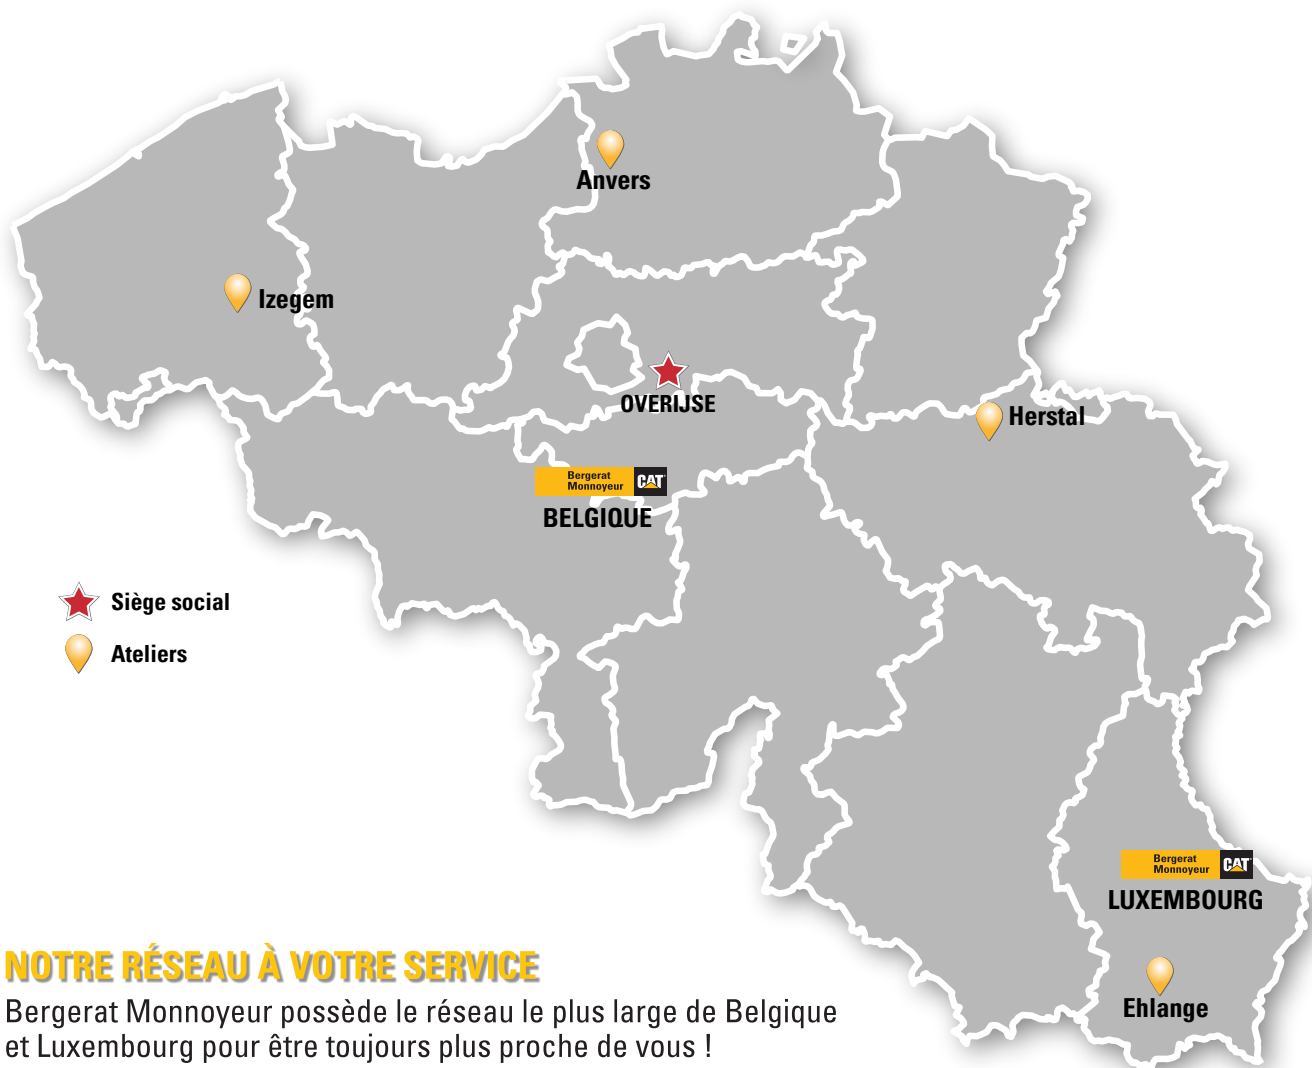 Anvers
Izegem
OVERIJSE
Herstal
Bergerat
Monnoyeur
CAT
BELGIQUE
Siège social
Ateliers
Bergerat
Monnoyeur
CAT
LUXEMBOURG
Ehlange
NOTRE RÉSEAU À VOTRE SERVICE
Bergerat Monnoyeur possède le réseau le plus large de Belgique
et Luxembourg pour être toujours plus proche de vous !